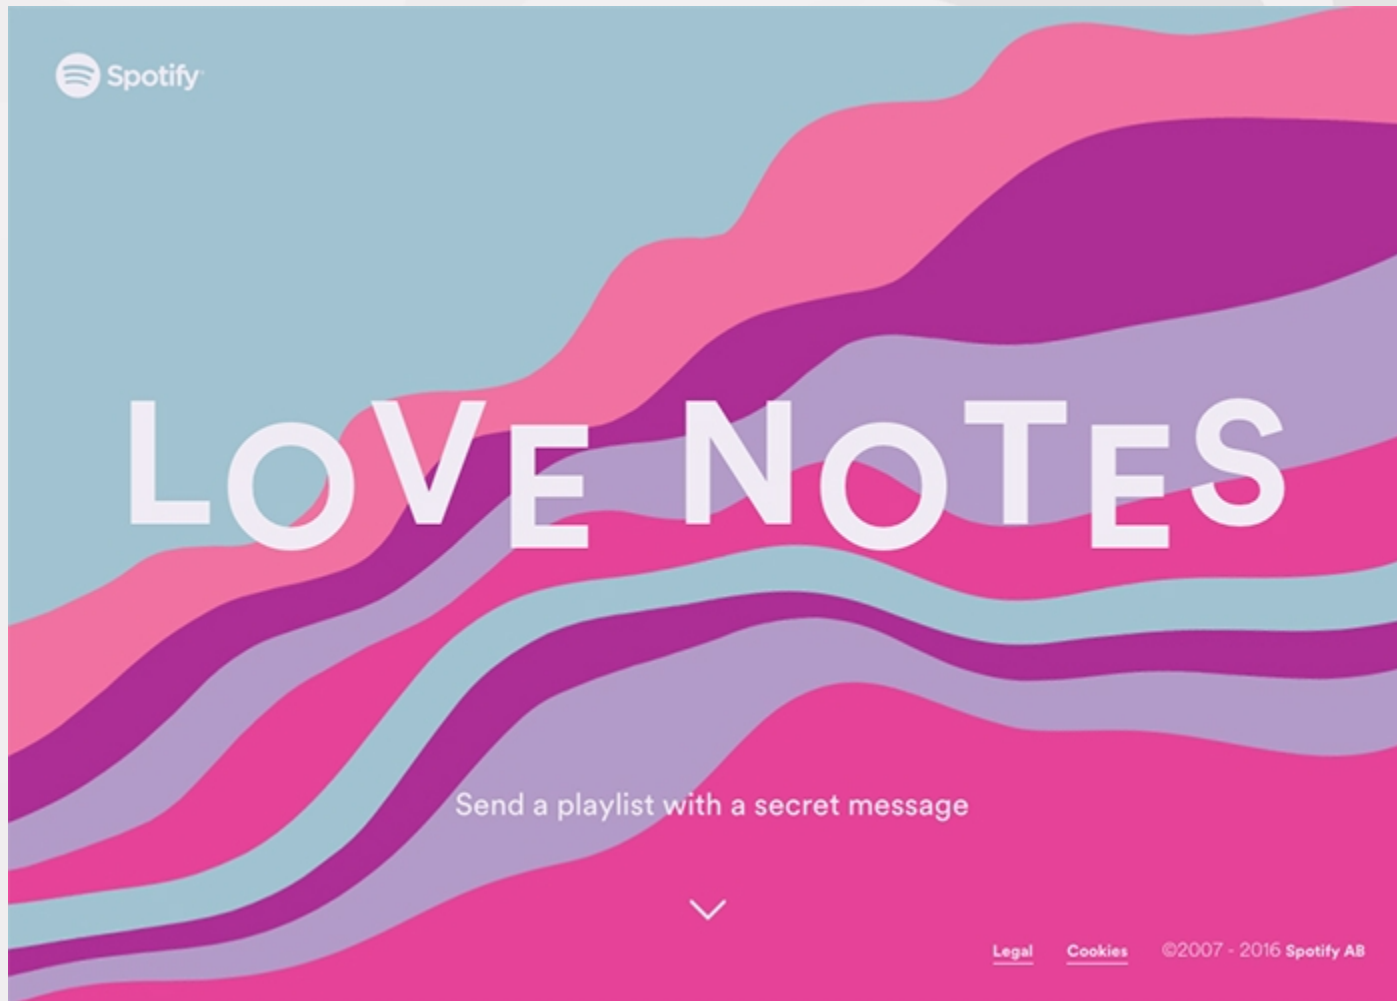 Spotify
LOVE NOTES
Send a playlist with a secret message
Legal Cookies ©2007 - 2016 Spotify AB